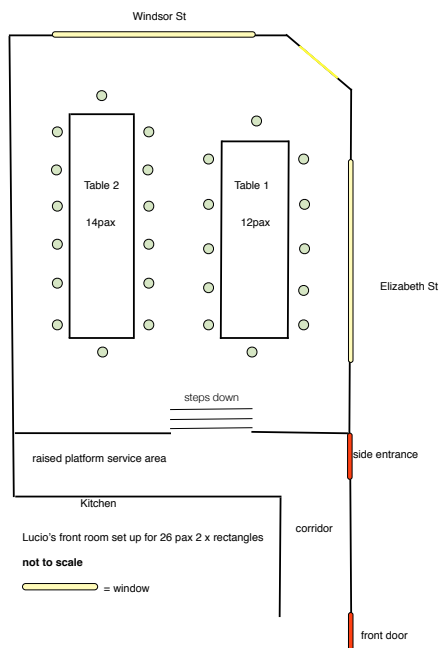 Windsor St
Table 2
14pax
Table 1
12pax
Elizabeth St
steps down
raised platform service area
side entrance
Kitchen
corridor
Lucio's front room set up for 26 pax 2 x rectangles
not to scale
= window
front door